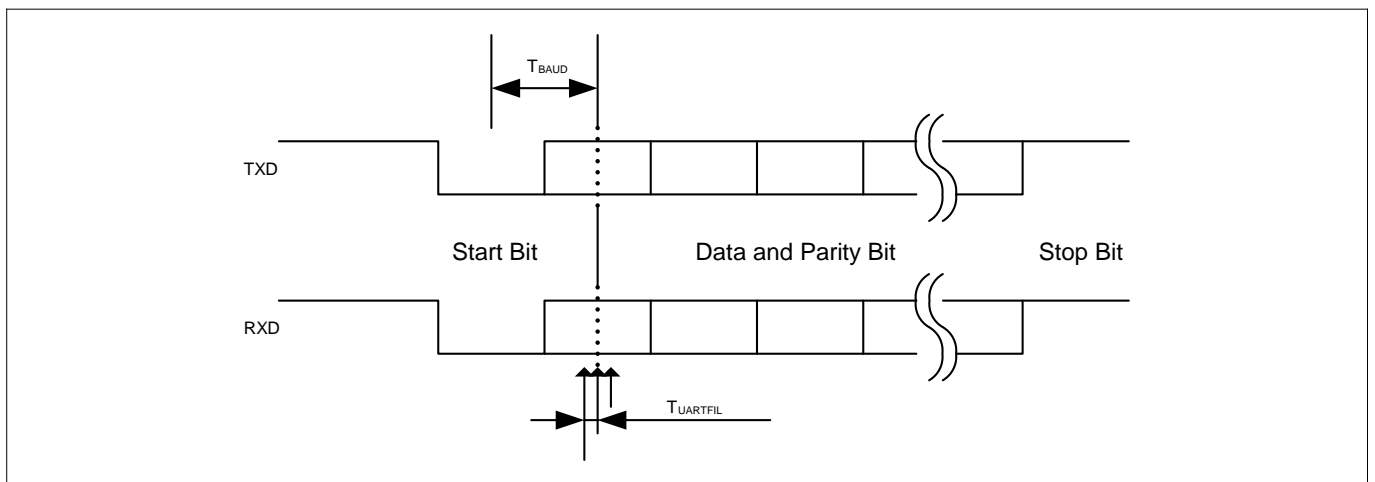 TBAUD
TXD
Start Bit
Data and Parity Bit
Stop Bit
RXD
TUARTFIL